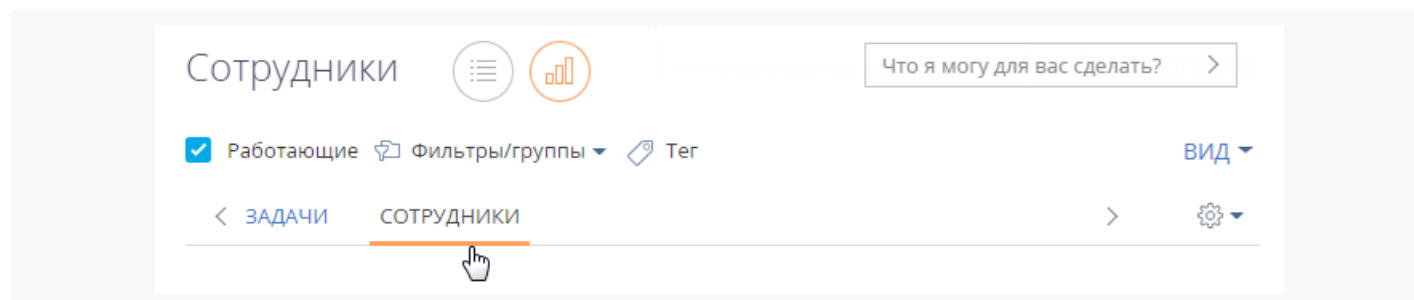 Сотрудники Что я могу для вас сделать?
Работающие Фильтры/группы Тег ВИД
ЗАДАЧИ СОТРУДНИКИ